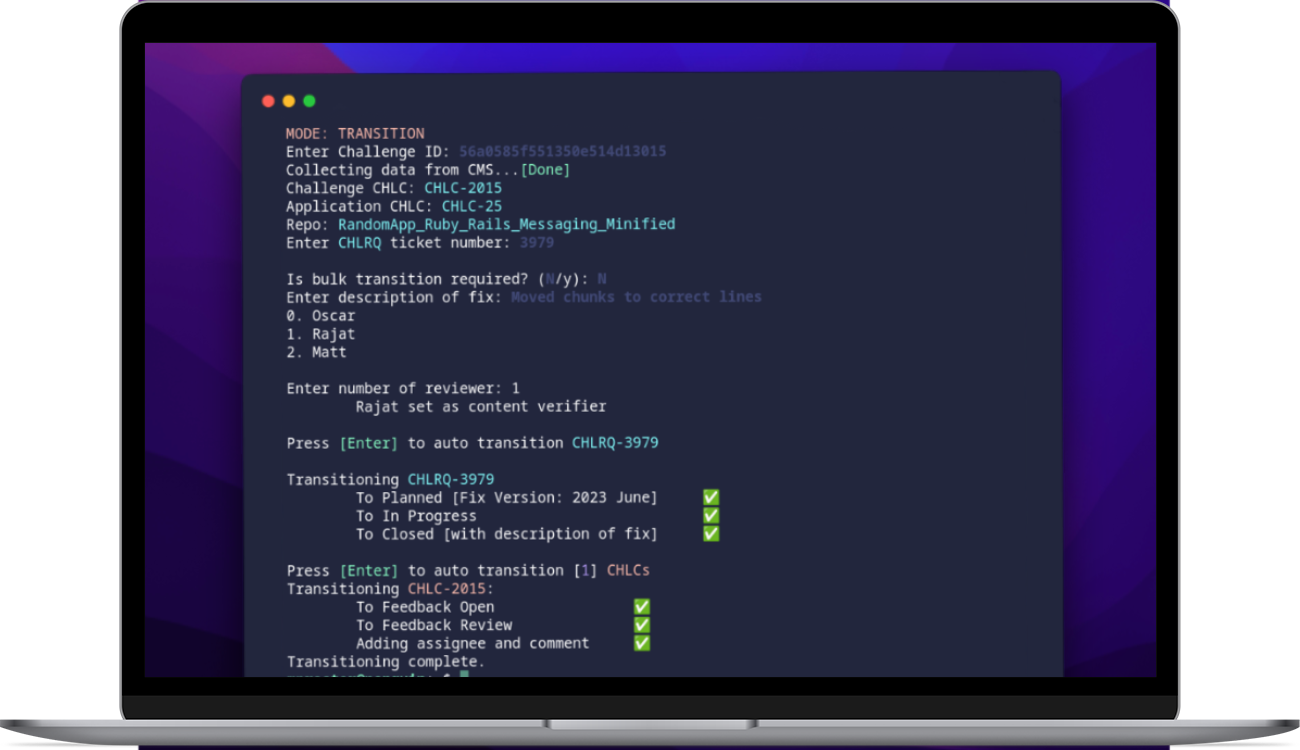 MODE: TRANSITION
Enter Challenge ID: 56a0585f551350e514d13015
Collecting data from CMS...[Done]
Challenge CHLC: CHLC-2015
Application CHLC: CHLC-25
Repo: RandomApp_Ruby_Rails_Messaging_Minified
Enter CHLRQ ticket number: 3979
Is bulk transition required? (N/y): N
Enter description of fix: Moved chunks to correct lines
0. Oscar
1. Rajat
2. Matt
Enter number of reviewer: 1
Rajat set as content verifier
Press [Enter] to auto transition CHLRQ-3979
Transitioning CHLRQ-3979
To Planned [Fix Version: 2023 June] ✅
To In Progress ✅
To Closed [with description of fix] ✅
Press [Enter] to auto transition [1] CHLCs
Transitioning CHLC-2015:
To Feedback Open ✅
To Feedback Review ✅
Adding assignee and comment ✅
Transitioning complete.